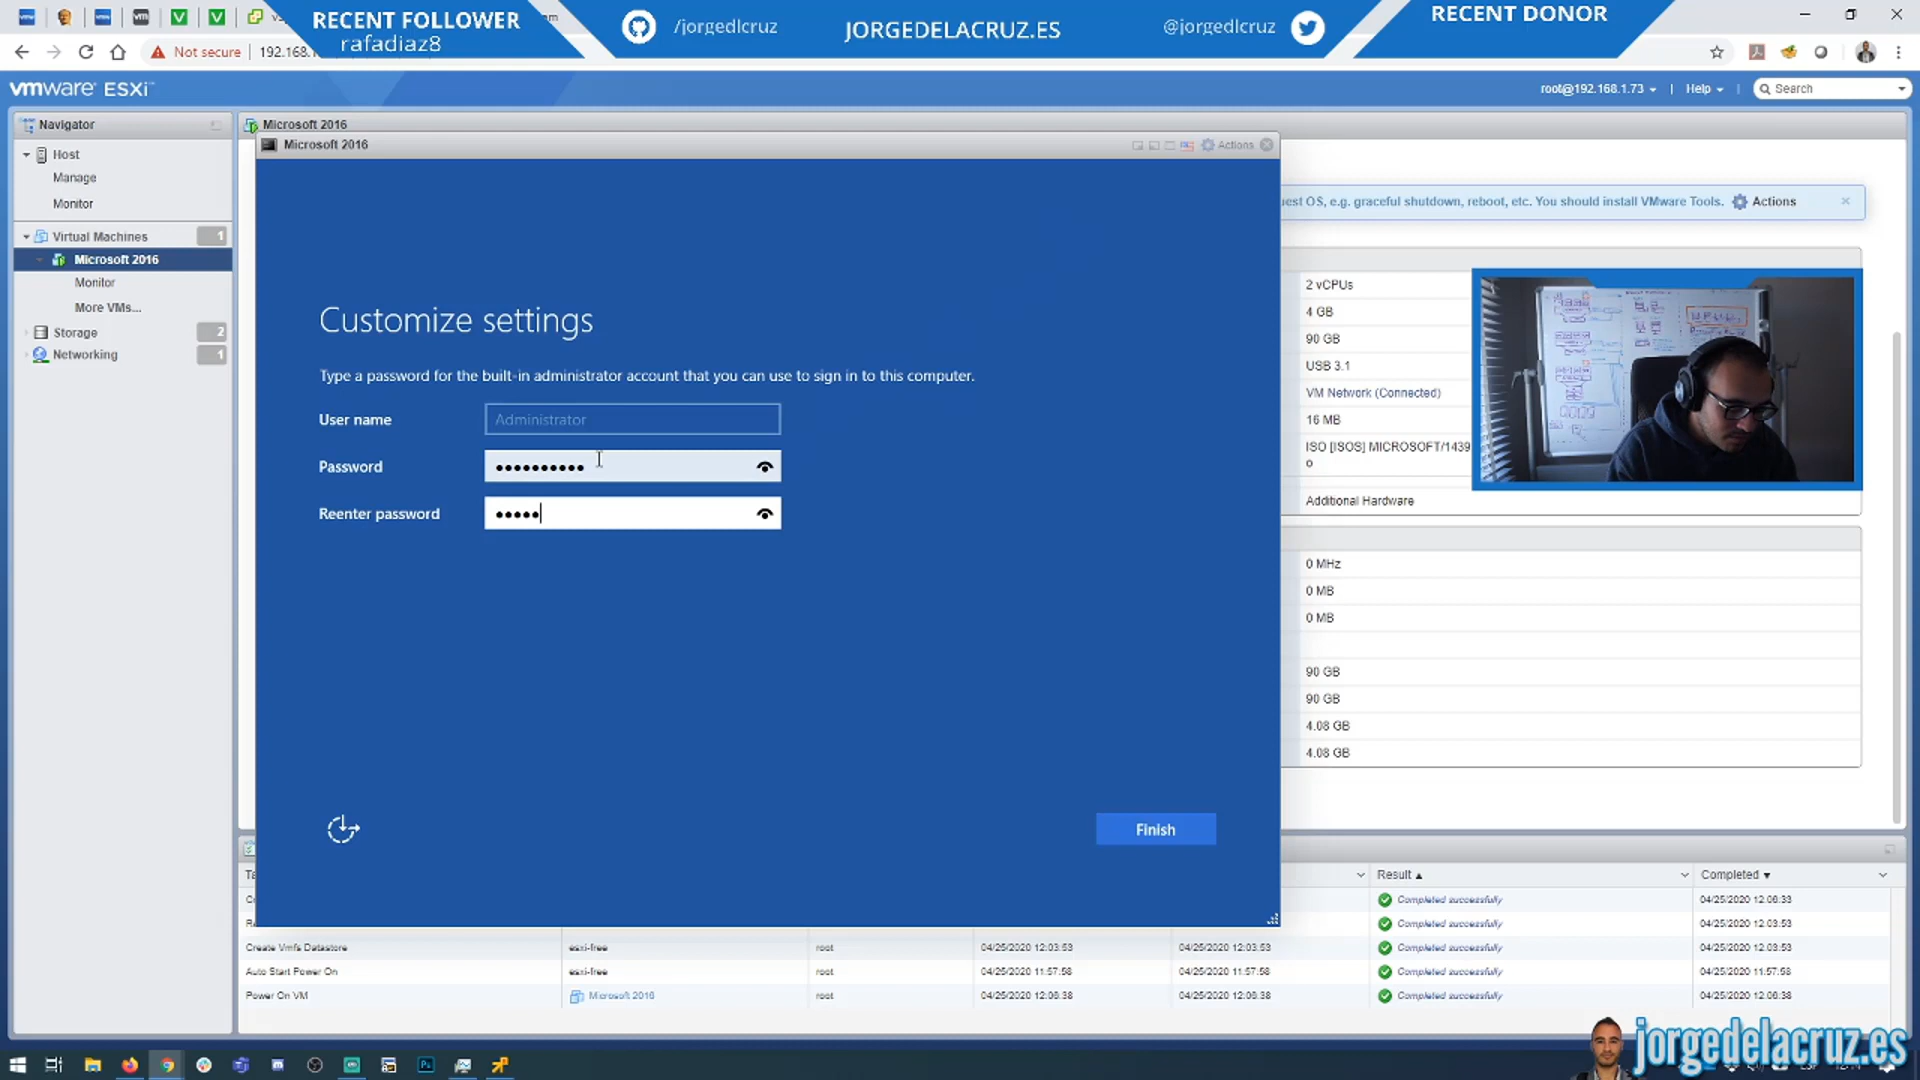 RECENT FOLLOWER
rafadiaz8
/jorgedlcruz
JORGEDELACRUZ.ES
@jorgedlcruz
RECENT DONOR
Not secure
192.168.1
vmware ESXi
root@192.168.1.73
Help
Search
Navigator
Host
Manage
Monitor
Virtual Machines 1
Microsoft 2016
Monitor
More VMs...
Storage 2
Networking 1
Microsoft 2016
Microsoft 2016
Actions
uest OS, e.g. graceful shutdown, reboot, etc. You should install VMware Tools. Actions
2 vCPUs
4 GB
90 GB
USB 3.1
VM Network (Connected)
16 MB
ISO [ISOS] MICROSOFT/1439
o
Additional Hardware
0 MHz
0 MB
0 MB
90 GB
90 GB
4.08 GB
4.08 GB
Customize settings
Type a password for the built-in administrator account that you can use to sign in to this computer.
User name Administrator
Password ••••••••••
Reenter password •••••
Finish
Result Completed
Completed successfully 04/25/2020 12:06:33
Completed successfully 04/25/2020 12:03:53
Create Vmfs Datastore esxi-free root 04/25/2020 12:03:53 04/25/2020 12:03:53 Completed successfully 04/25/2020 12:03:53
Auto Start Power On esxi-free root 04/25/2020 11:57:58 04/25/2020 11:57:58 Completed successfully 04/25/2020 11:57:58
Power On VM Microsoft 2016 root 04/25/2020 12:06:38 04/25/2020 12:06:38 Completed successfully 04/25/2020 12:06:38
jorgedelacruz.es